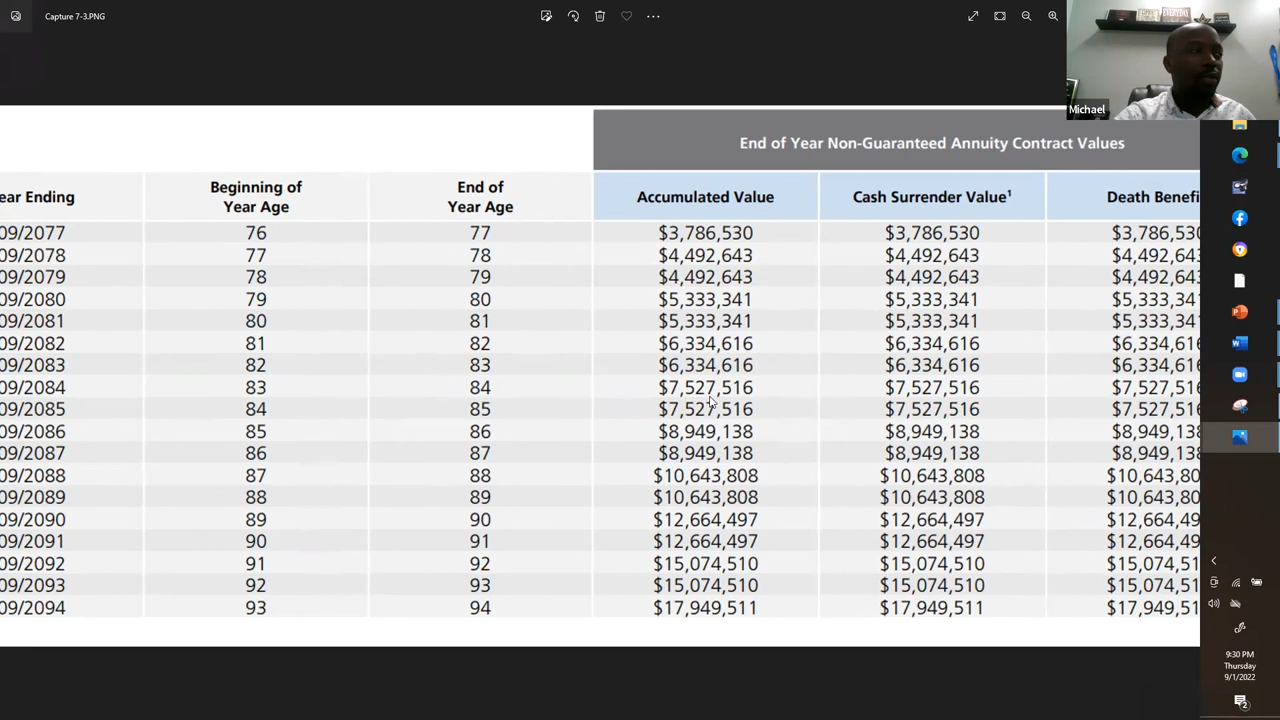 Capture 7-3.PNG
EVERYDAY
Michael
End of Year Non-Guaranteed Annuity Contract Values
ear Ending Beginning of Year Age End of Year Age Accumulated Value Cash Surrender Value¹ Death Benefi
09/2077 76 77 $3,786,530 $3,786,530 $3,786,530
09/2078 77 78 $4,492,643 $4,492,643 $4,492,643
09/2079 78 79 $4,492,643 $4,492,643 $4,492,643
09/2080 79 80 $5,333,341 $5,333,341 $5,333,341
09/2081 80 81 $5,333,341 $5,333,341 $5,333,341
09/2082 81 82 $6,334,616 $6,334,616 $6,334,616
09/2083 82 83 $6,334,616 $6,334,616 $6,334,616
09/2084 83 84 $7,527,516 $7,527,516 $7,527,516
09/2085 84 85 $7,527,516 $7,527,516 $7,527,516
09/2086 85 86 $8,949,138 $8,949,138 $8,949,138
09/2087 86 87 $8,949,138 $8,949,138 $8,949,138
09/2088 87 88 $10,643,808 $10,643,808 $10,643,80
09/2089 88 89 $10,643,808 $10,643,808 $10,643,80
09/2090 89 90 $12,664,497 $12,664,497 $12,664,49
09/2091 90 91 $12,664,497 $12,664,497 $12,664,49
09/2092 91 92 $15,074,510 $15,074,510 $15,074,51
09/2093 92 93 $15,074,510 $15,074,510 $15,074,51
09/2094 93 94 $17,949,511 $17,949,511 $17,949,51
9:30 PM
Thursday
9/1/2022
2